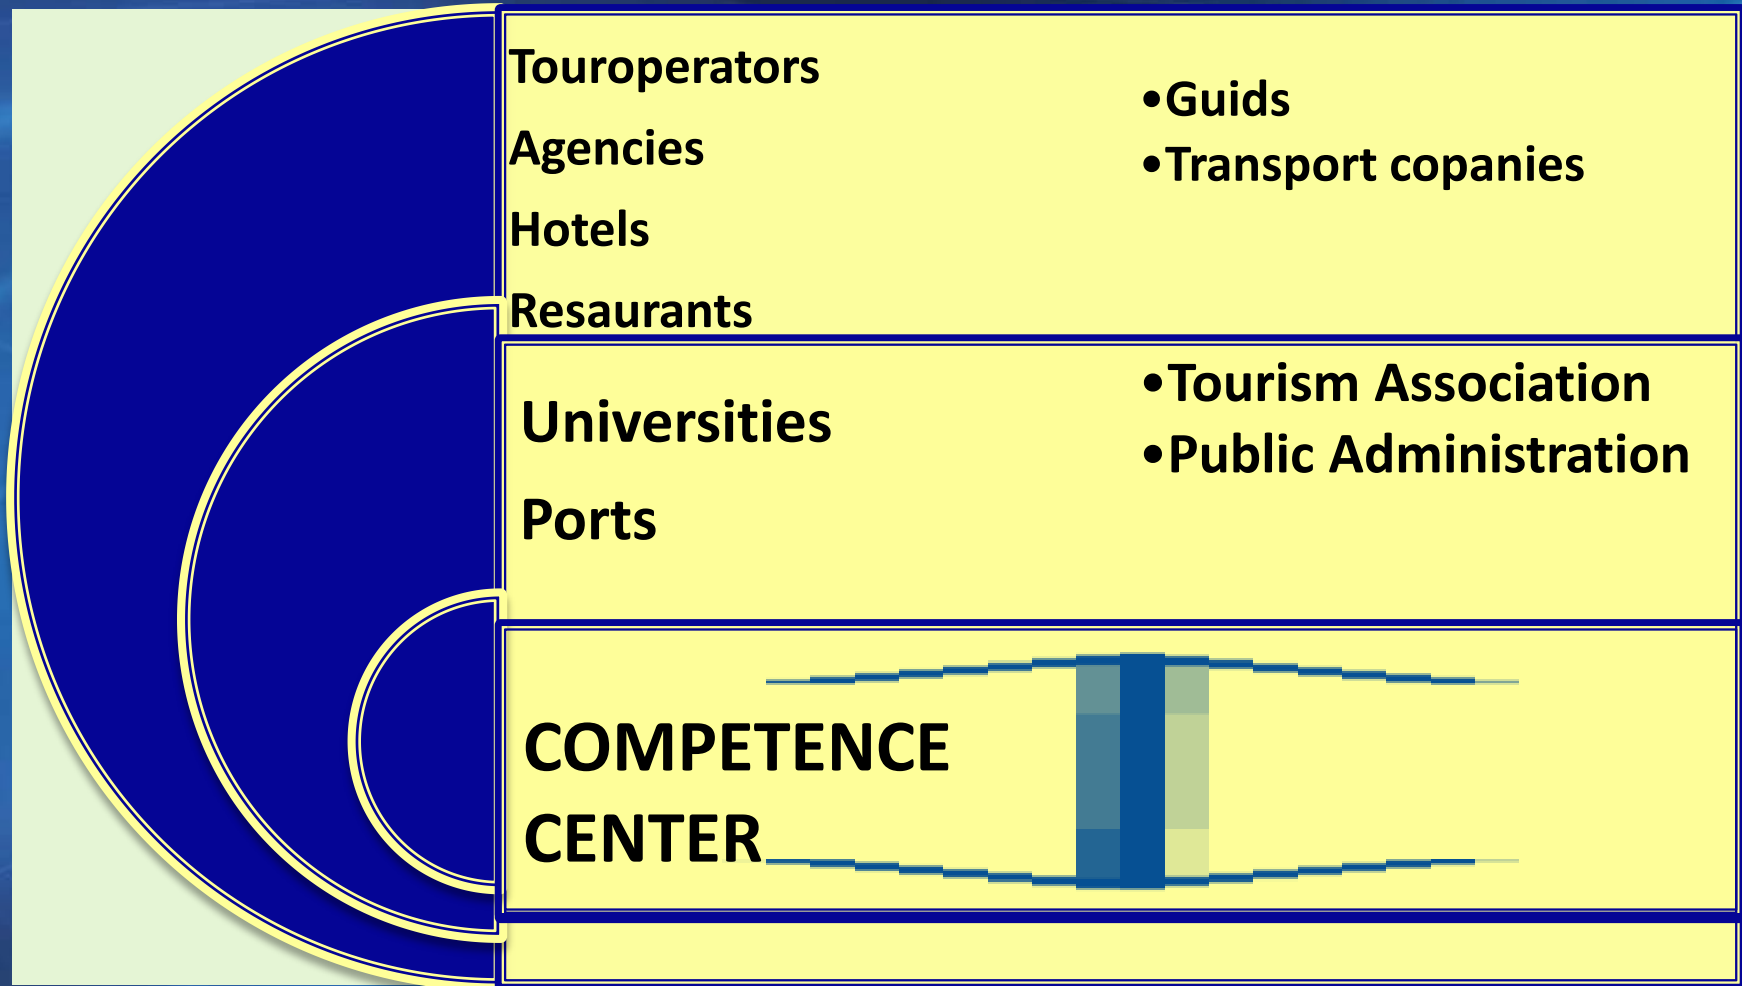 Touroperators
Agencies
Hotels
Resaurants
•Guids
•Transport copanies
Universities
Ports
•Tourism Association
•Public Administration
COMPETENCE
CENTER